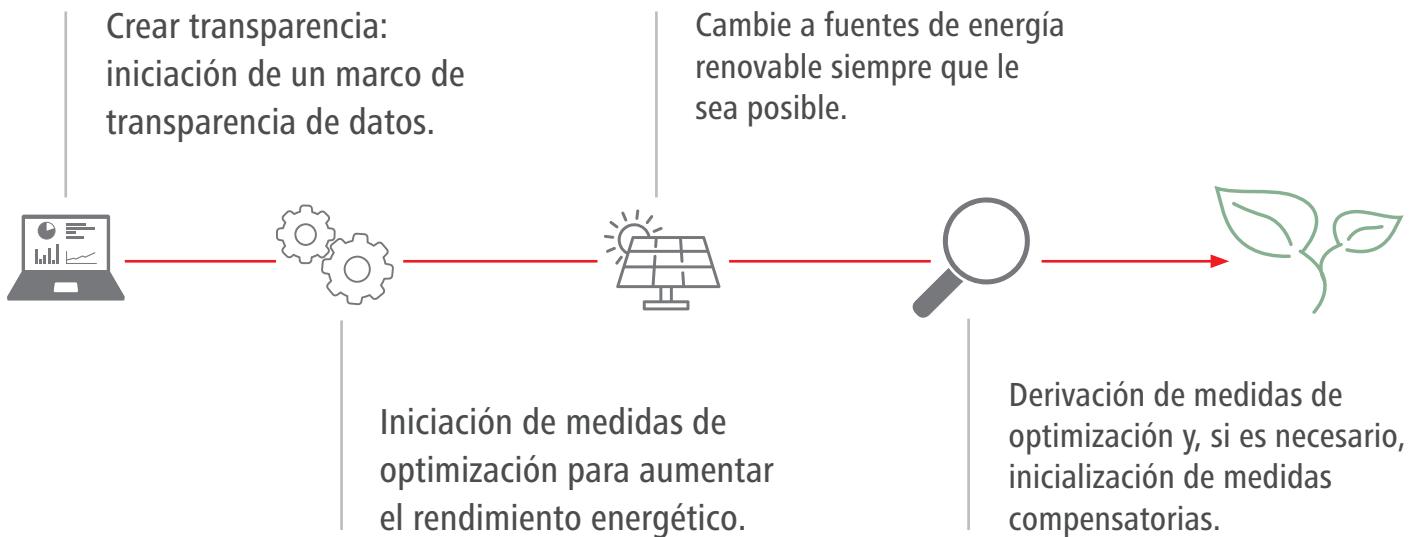 Crear transparencia:
iniciación de un marco de
transparencia de datos.
Iniciación de medidas de
optimización para aumentar
el rendimiento energético.
Cambie a fuentes de energía
renovable siempre que le
sea posible.
Derivación de medidas de
optimización y, si es necesario,
inicialización de medidas
compensatorias.